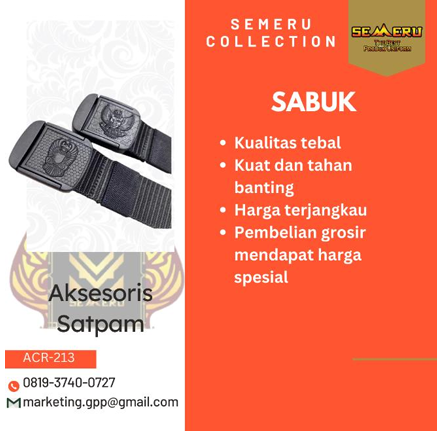 SEMERU
COLLECTION
SEMERU
SABUK
Kualitas tebal
Kuat dan tahan
banting
Harga terjangkau
Pembelian grosir
mendapat harga
spesial
SEMERU
Aksesoris
Satpam
ACR-213
0819-3740-0727
marketing.gpp@gmail.com